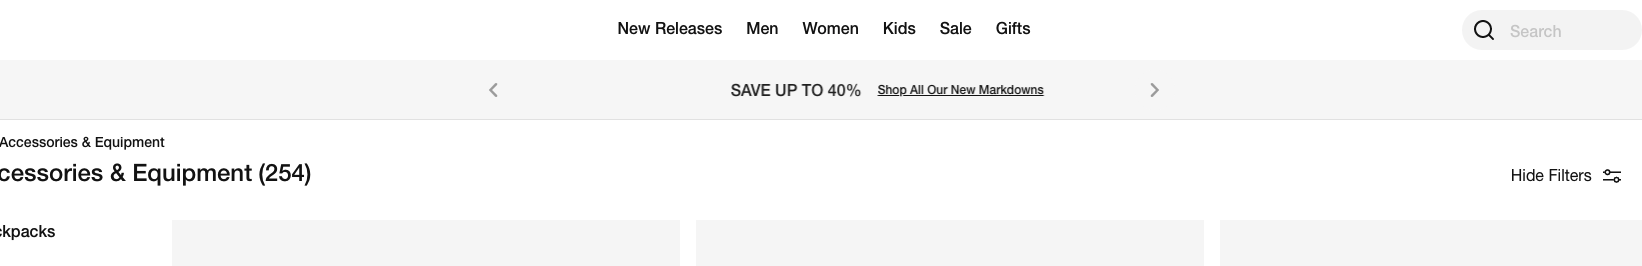 New Releases Men Women Kids Sale Gifts
Search
SAVE UP TO 40% Shop All Our New Markdowns
Accessories & Equipment
cessories & Equipment (254)
Hide Filters
ckpacks